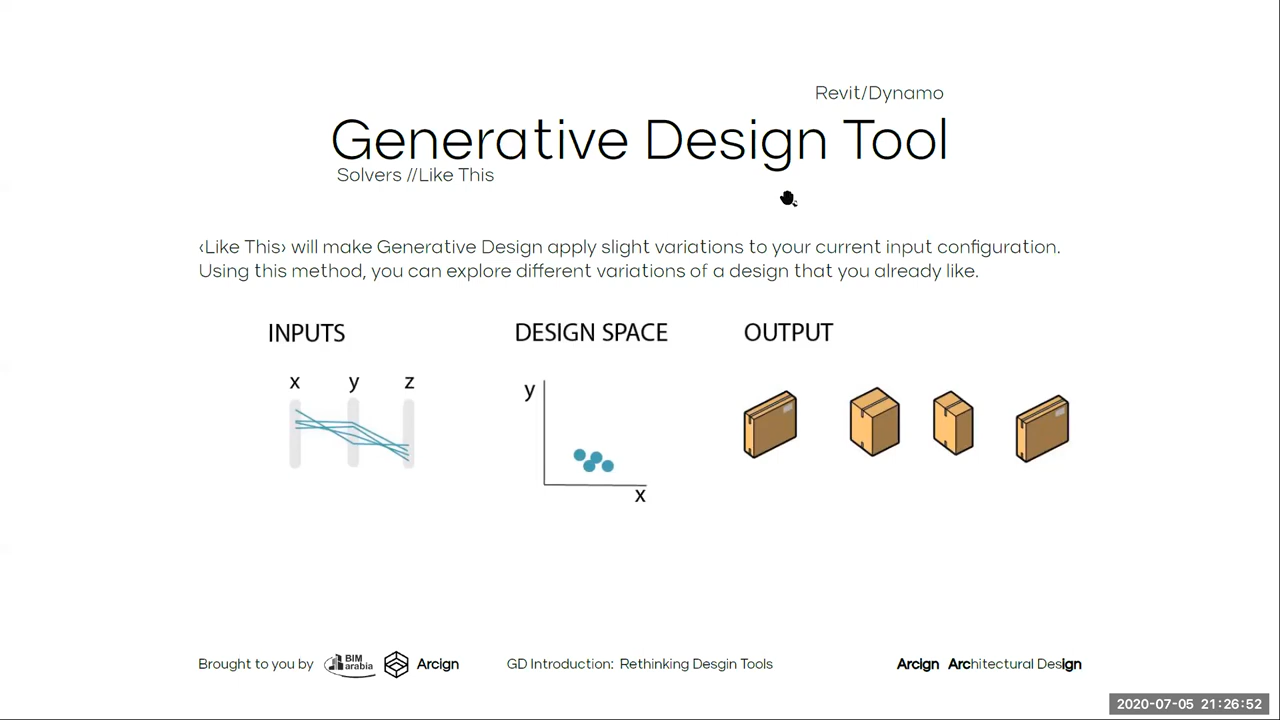 Revit/Dynamo
Generative Design Tool
Solvers //Like This
‹Like This› will make Generative Design apply slight variations to your current input configuration.
Using this method, you can explore different variations of a design that you already like.
INPUTS
DESIGN SPACE
OUTPUT
x y z
y
x
Brought to you by BIM arabia Arcign
GD Introduction: Rethinking Desgin Tools
Arcign Architectural Design
2020-07-05 21:26:52